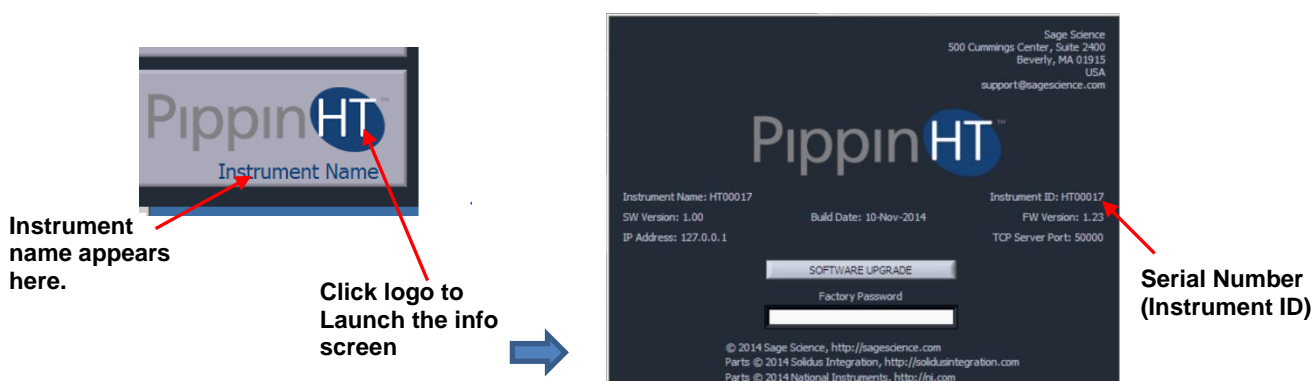 PippinHT™
Instrument Name
Instrument
name appears
here.
Click logo to
Launch the info
screen
Sage Science
500 Cummings Center, Suite 2400
Beverly, MA 01915
USA
support@sagescience.com
PippinHT™
Instrument Name: HT00017
Instrument ID: HT00017
SW Version: 1.00
Build Date: 10-Nov-2014
FW Version: 1.23
IP Address: 127.0.0.1
TCP Server Port: 50000
SOFTWARE UPGRADE
Factory Password
© 2014 Sage Science, http://sagescience.com
Parts © 2014 Solidus Integration, http://solidusintegration.com
Parts © 2014 National Instruments, http://ni.com
Serial Number
(Instrument ID)